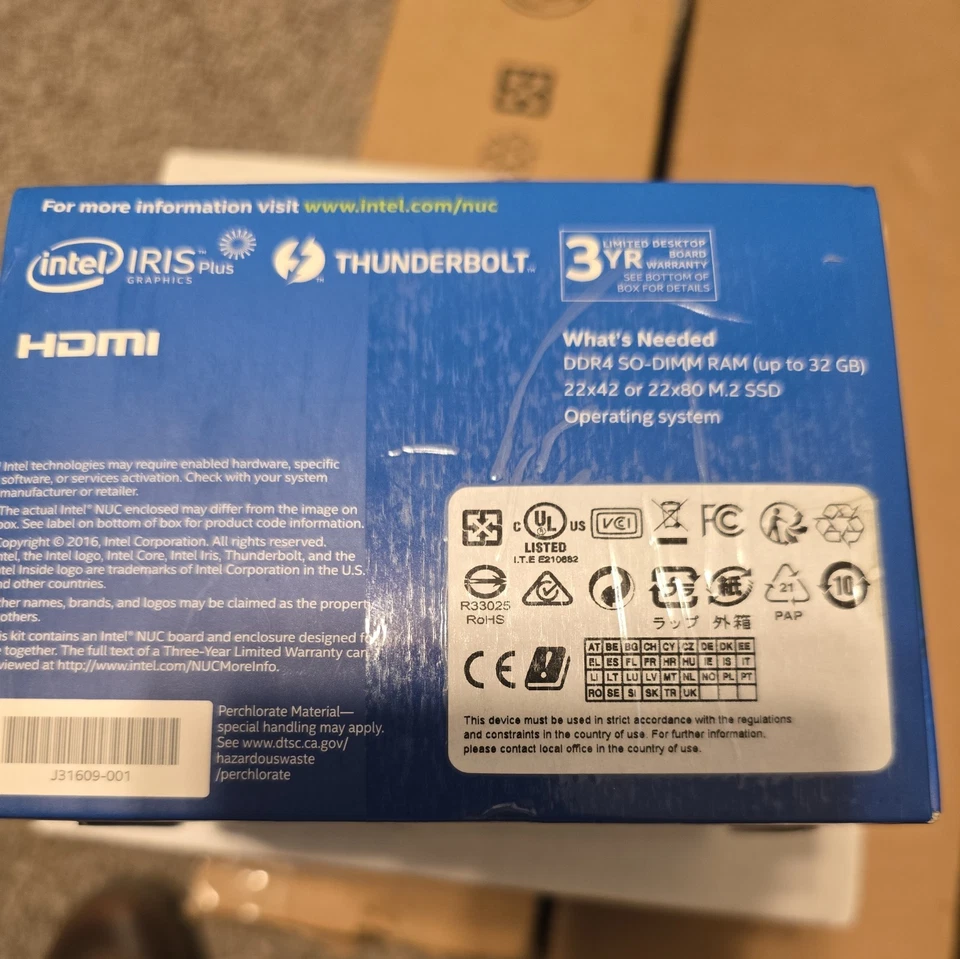 For more information visit www.intel.com/nuc
intel IRIS™ Plus
GRAPHICS
THUNDERBOLT™
3 YR
LIMITED DESKTOP
BOARD
WARRANTY
SEE BOTTOM OF
BOX FOR DETAILS
HDMI
What's Needed
DDR4 SO-DIMM RAM (up to 32 GB)
22x42 or 22x80 M.2 SSD
Operating system
Intel technologies may require enabled hardware, specific
software, or services activation. Check with your system
manufacturer or retailer.
The actual Intel® NUC enclosed may differ from the image on
box. See label on bottom of box for product code information.
Copyright © 2016, Intel Corporation. All rights reserved.
ntel, the Intel logo, Intel Core, Intel Iris, Thunderbolt, and the
ntel Inside logo are trademarks of Intel Corporation in the U.S.
nd other countries.
her names, brands, and logos may be claimed as the property
others.
is kit contains an Intel® NUC board and enclosure designed fo
e together. The full text of a Three-Year Limited Warranty can
viewed at http://www.intel.com/NUCMoreInfo.
J31609-001
Perchlorate Material—
special handling may apply.
See www.dtsc.ca.gov/
hazardouswaste
/perchlorate
C UL US
LISTED
I.T.E E210882
VCI
FC
R33025
RoHS
ラップ
紙
外箱
21
PAP
10
CE
AT BE BG CH CY CZ DE DK EE
EL ES FL FR HR HU IE IS IT
LI LT LU LV MT NL NO PL PT
RO SE SI SK TR UK
This device must be used in strict accordance with the regulations
and constraints in the country of use. For further information,
please contact local office in the country of use.